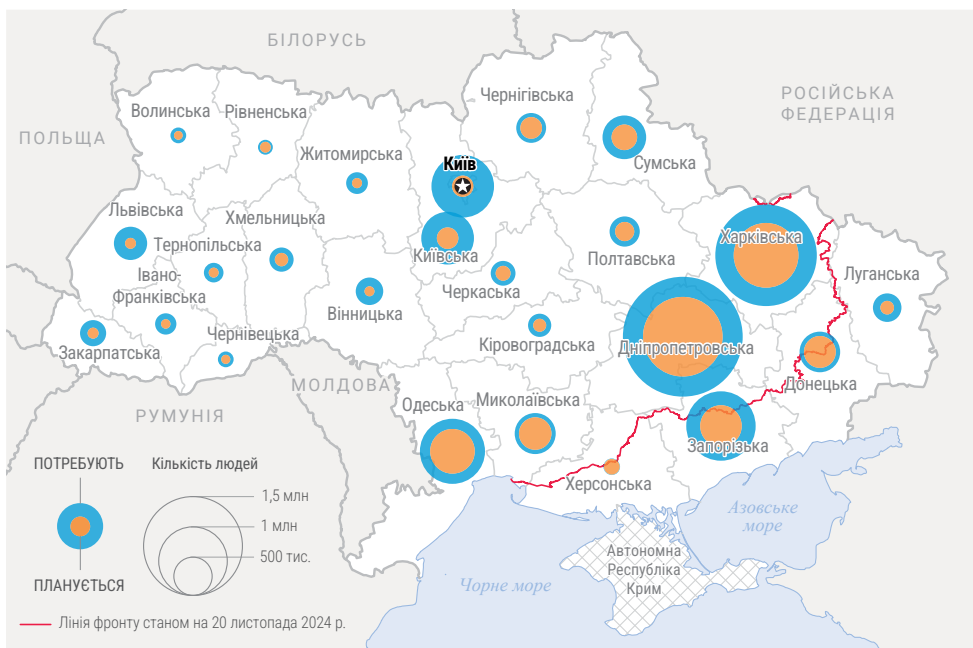 БІЛОРУСЬ
РОСІЙСЬКА
ФЕДЕРАЦІЯ
ПОЛЬЩА
Волинська
Рівненська
Чернігівська
Сумська
Житомирська
Київ
Львівська
Хмельницька
Тернопільська
Київська
Полтавська
Харківська
Луганська
Івано-
Франківська
Вінницька
Черкаська
Закарпатська
Чернівецька
Кіровоградська
Дніпропетровська
Донецька
МОЛДОВА
РУМУНІЯ
Одеська
Миколаївська
Запорізька
Херсонська
Азовське
море
Чорне море
Автономна
Республіка
Крим
ПОТРЕБУЮТЬ
ПЛАНУЄТЬСЯ
Кількість людей
1,5 млн
1 млн
500 тис.
Лінія фронту станом на 20 листопада 2024 р.